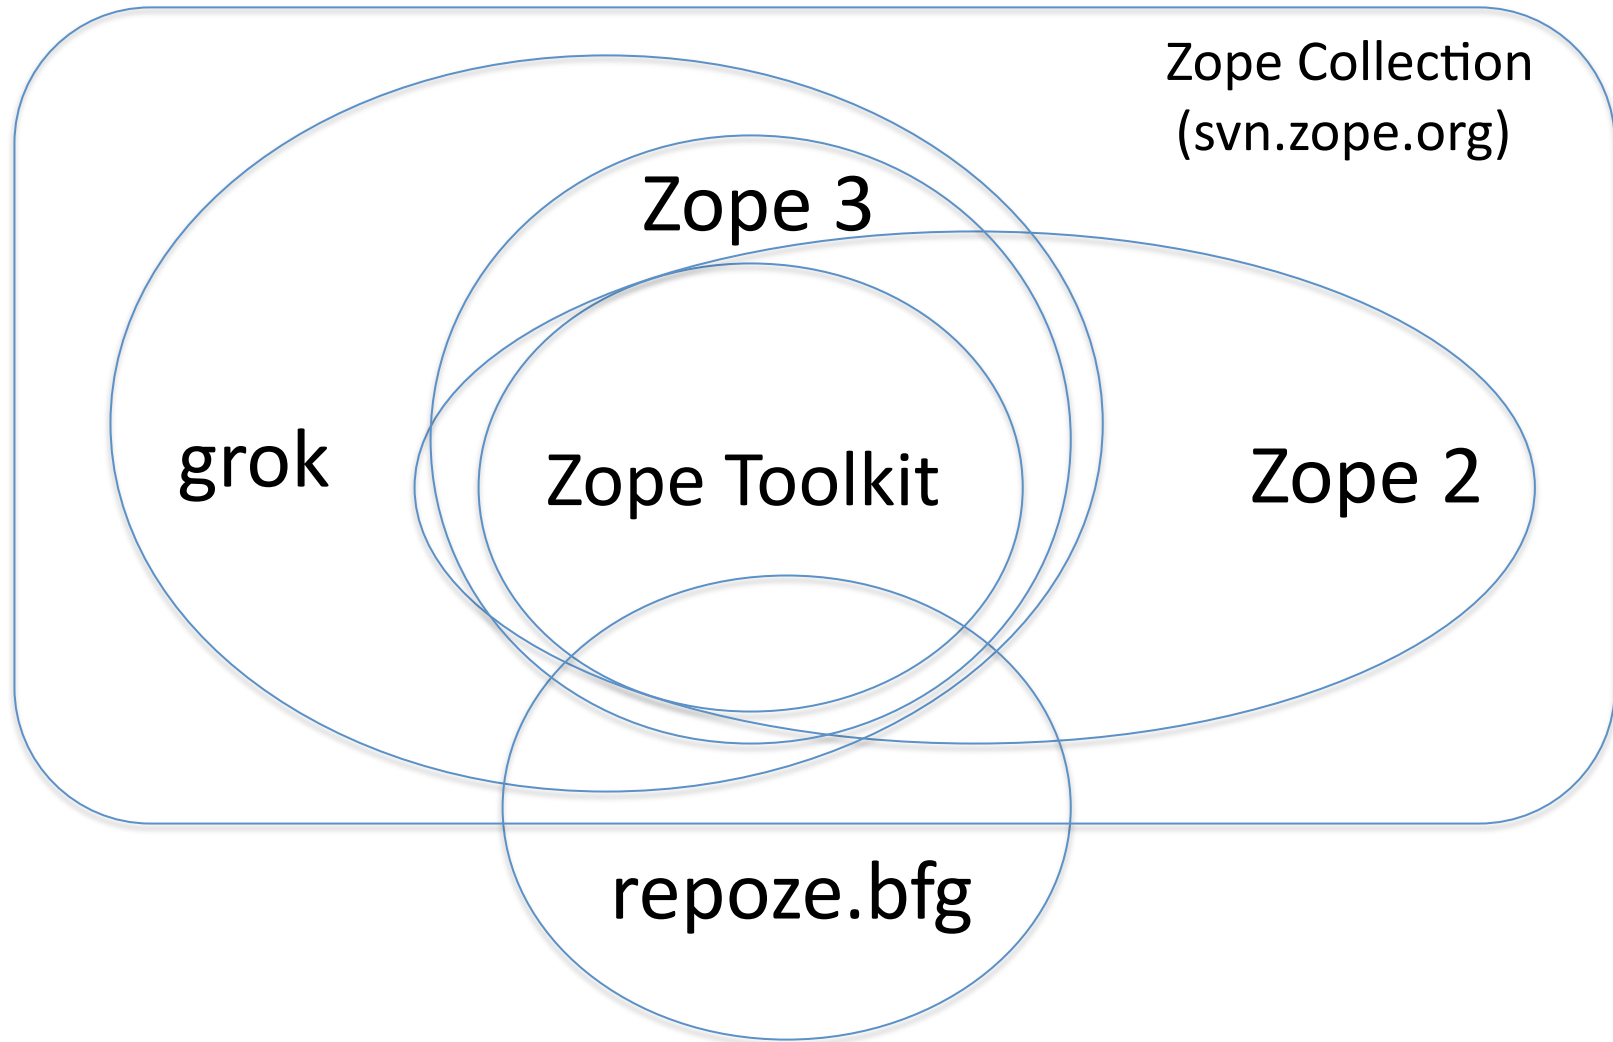 Zope Collection
(svn.zope.org)
Zope 3
grok
Zope Toolkit
Zope 2
repoze.bfg